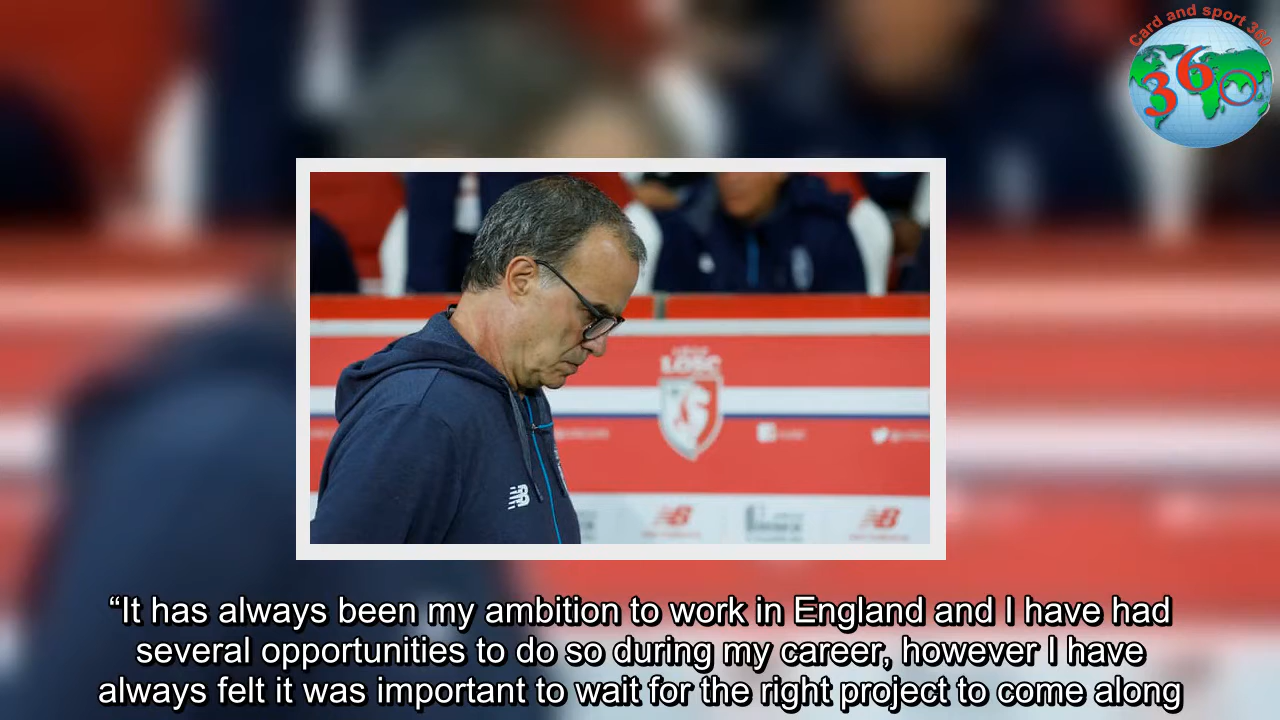 Card and sport 360
360
LOSC
“It has always been my ambition to work in England and I have had
several opportunities to do so during my career, however I have
always felt it was important to wait for the right project to come along